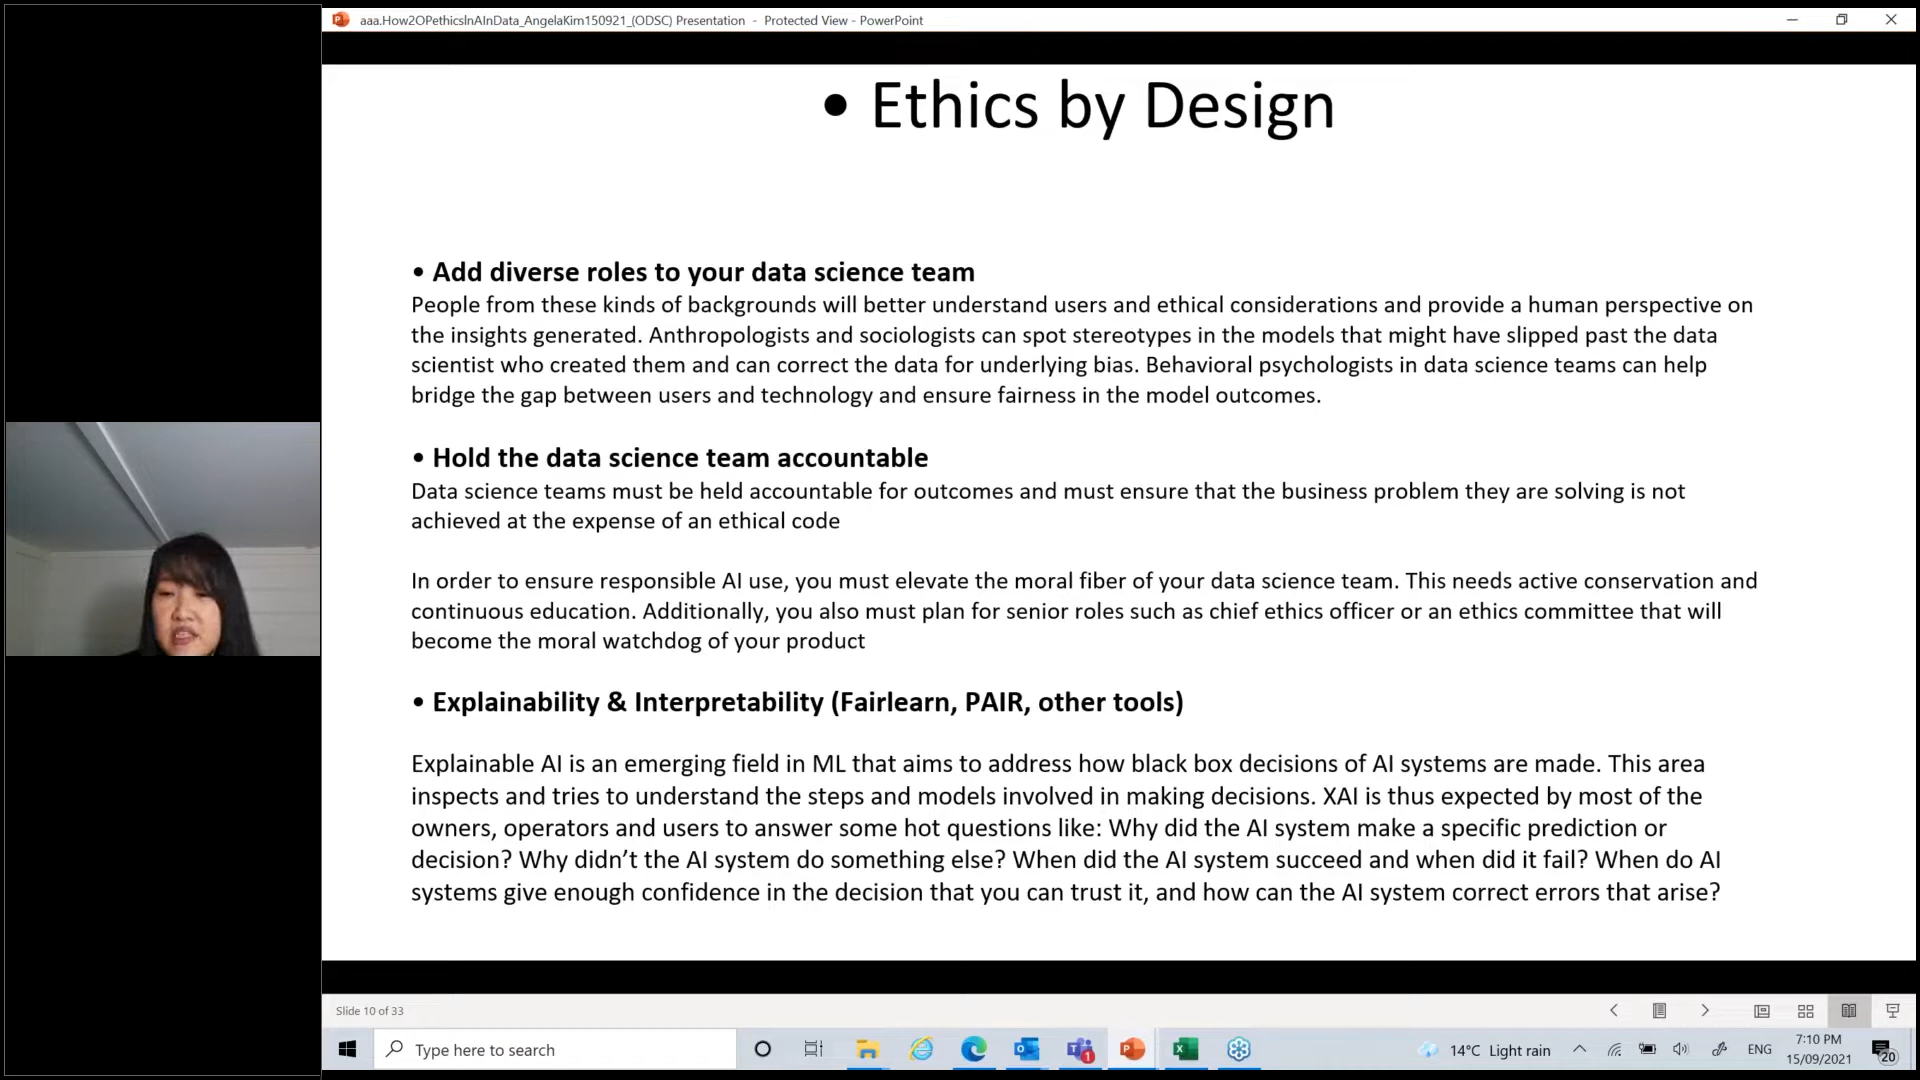 aaa.How2OPethicsInAInData_AngelaKim150921_(ODSC) Presentation - Protected View - PowerPoint
• Ethics by Design
• Add diverse roles to your data science team
People from these kinds of backgrounds will better understand users and ethical considerations and provide a human perspective on
the insights generated. Anthropologists and sociologists can spot stereotypes in the models that might have slipped past the data
scientist who created them and can correct the data for underlying bias. Behavioral psychologists in data science teams can help
bridge the gap between users and technology and ensure fairness in the model outcomes.
• Hold the data science team accountable
Data science teams must be held accountable for outcomes and must ensure that the business problem they are solving is not
achieved at the expense of an ethical code
In order to ensure responsible AI use, you must elevate the moral fiber of your data science team. This needs active conservation and
continuous education. Additionally, you also must plan for senior roles such as chief ethics officer or an ethics committee that will
become the moral watchdog of your product
• Explainability & Interpretability (Fairlearn, PAIR, other tools)
Explainable AI is an emerging field in ML that aims to address how black box decisions of AI systems are made. This area
inspects and tries to understand the steps and models involved in making decisions. XAI is thus expected by most of the
owners, operators and users to answer some hot questions like: Why did the AI system make a specific prediction or
decision? Why didn't the AI system do something else? When did the AI system succeed and when did it fail? When do AI
systems give enough confidence in the decision that you can trust it, and how can the AI system correct errors that arise?
Slide 10 of 33
Type here to search
1
14°C Light rain
ENG
7:10 PM
15/09/2021
20